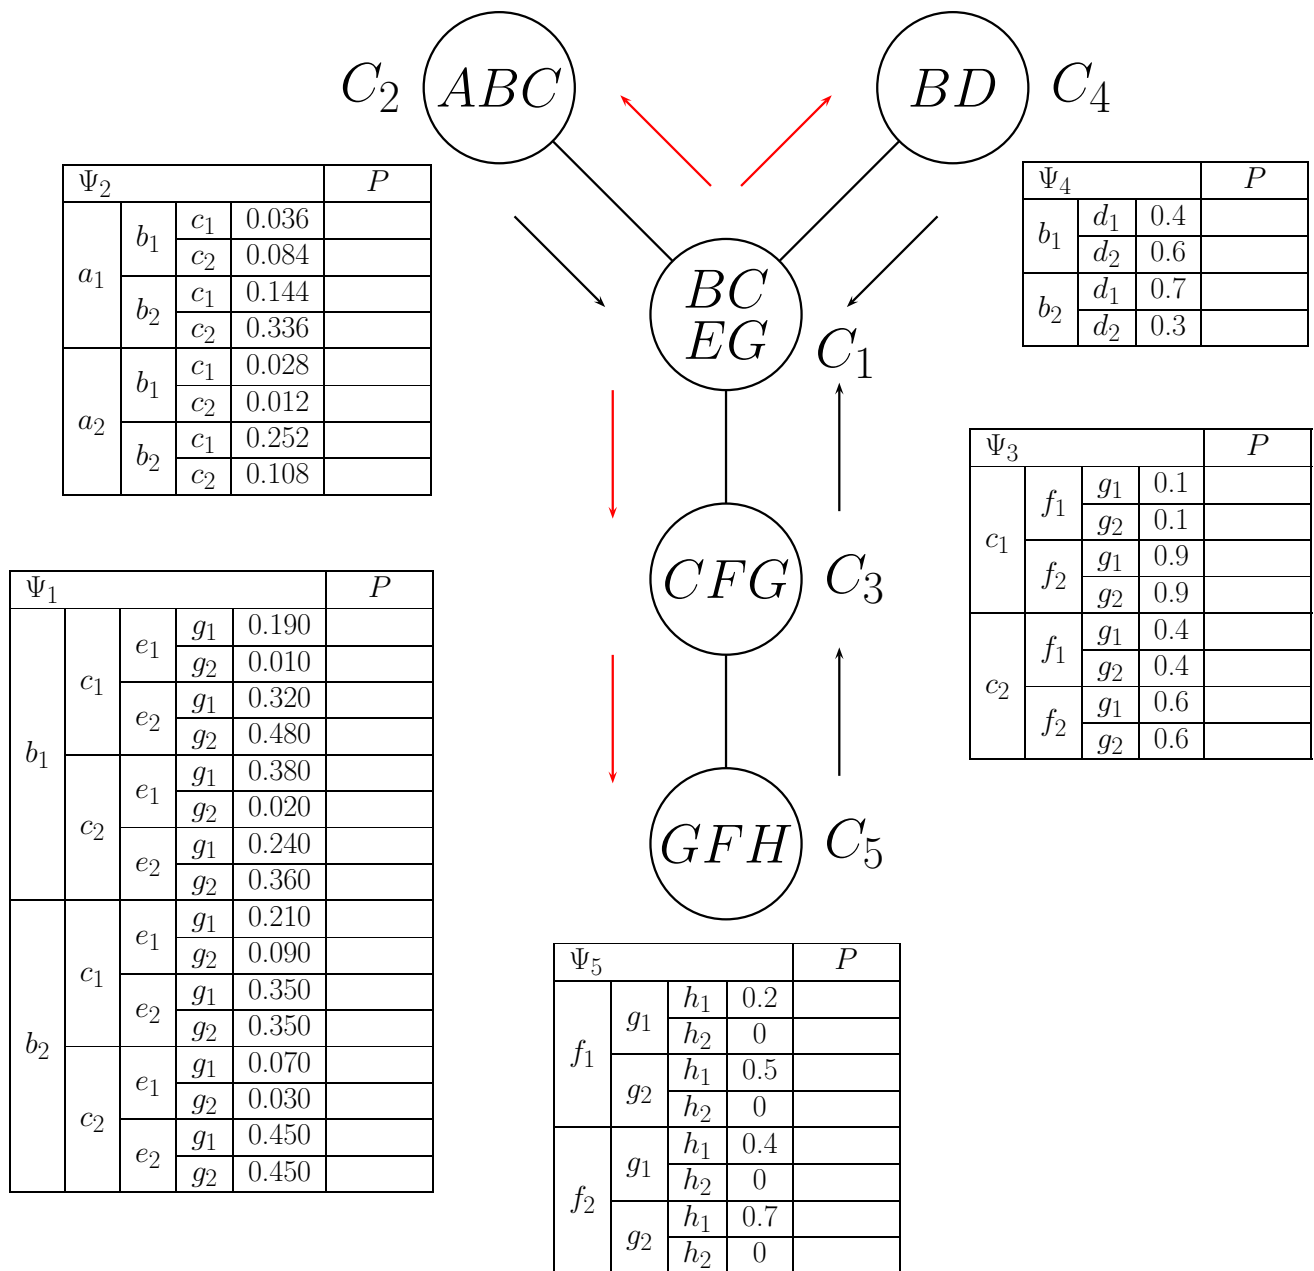 C₂ ABC
BD C₄
Ψ₂ P
a₁ b₁ c₁ 0.036
c₂ 0.084
b₂ c₁ 0.144
c₂ 0.336
a₂ b₁ c₁ 0.028
c₂ 0.012
b₂ c₁ 0.252
c₂ 0.108
Ψ₄ P
b₁ d₁ 0.4
d₂ 0.6
b₂ d₁ 0.7
d₂ 0.3
BC
EG
C₁
Ψ₃ P
c₁ f₁ g₁ 0.1
g₂ 0.1
f₂ g₁ 0.9
g₂ 0.9
c₂ f₁ g₁ 0.4
g₂ 0.4
f₂ g₁ 0.6
g₂ 0.6
CFG C₃
Ψ₁ P
b₁ c₁ e₁ g₁ 0.190
g₂ 0.010
e₂ g₁ 0.320
g₂ 0.480
c₂ e₁ g₁ 0.380
g₂ 0.020
e₂ g₁ 0.240
g₂ 0.360
b₂ c₁ e₁ g₁ 0.210
g₂ 0.090
e₂ g₁ 0.350
g₂ 0.350
c₂ e₁ g₁ 0.070
g₂ 0.030
e₂ g₁ 0.450
g₂ 0.450
GFH C₅
Ψ₅ P
f₁ g₁ h₁ 0.2
h₂ 0
g₂ h₁ 0.5
h₂ 0
f₂ g₁ h₁ 0.4
h₂ 0
g₂ h₁ 0.7
h₂ 0